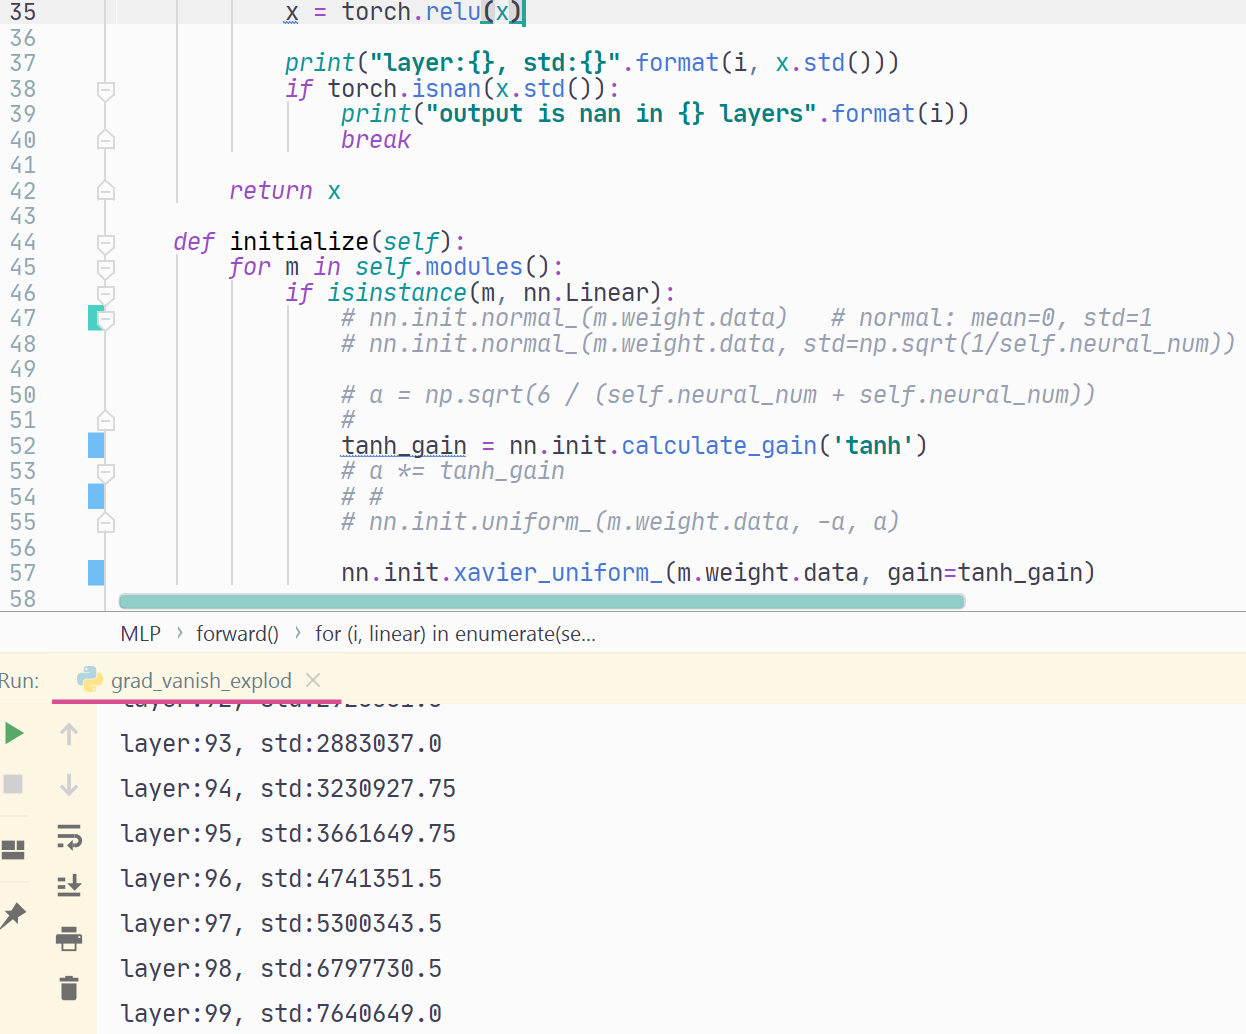 35 x = torch.relu(x)
36
37 print("layer:{}, std:{}".format(i, x.std()))
38 if torch.isnan(x.std()):
39 print("output is nan in {} layers".format(i))
40 break
41
42 return x
43
44 def initialize(self):
45 for m in self.modules():
46 if isinstance(m, nn.Linear):
47 # nn.init.normal_(m.weight.data)   # normal: mean=0, std=1
48 # nn.init.normal_(m.weight.data, std=np.sqrt(1/self.neural_num))
49
50 # a = np.sqrt(6 / (self.neural_num + self.neural_num))
51 #
52 tanh_gain = nn.init.calculate_gain('tanh')
53 # a *= tanh_gain
54 # #
55 # nn.init.uniform_(m.weight.data, -a, a)
56
57 nn.init.xavier_uniform_(m.weight.data, gain=tanh_gain)
58
MLP › forward() › for (i, linear) in enumerate(se...
Run: grad_vanish_explod
layer:93, std:2883037.0
layer:94, std:3230927.75
layer:95, std:3661649.75
layer:96, std:4741351.5
layer:97, std:5300343.5
layer:98, std:6797730.5
layer:99, std:7640649.0